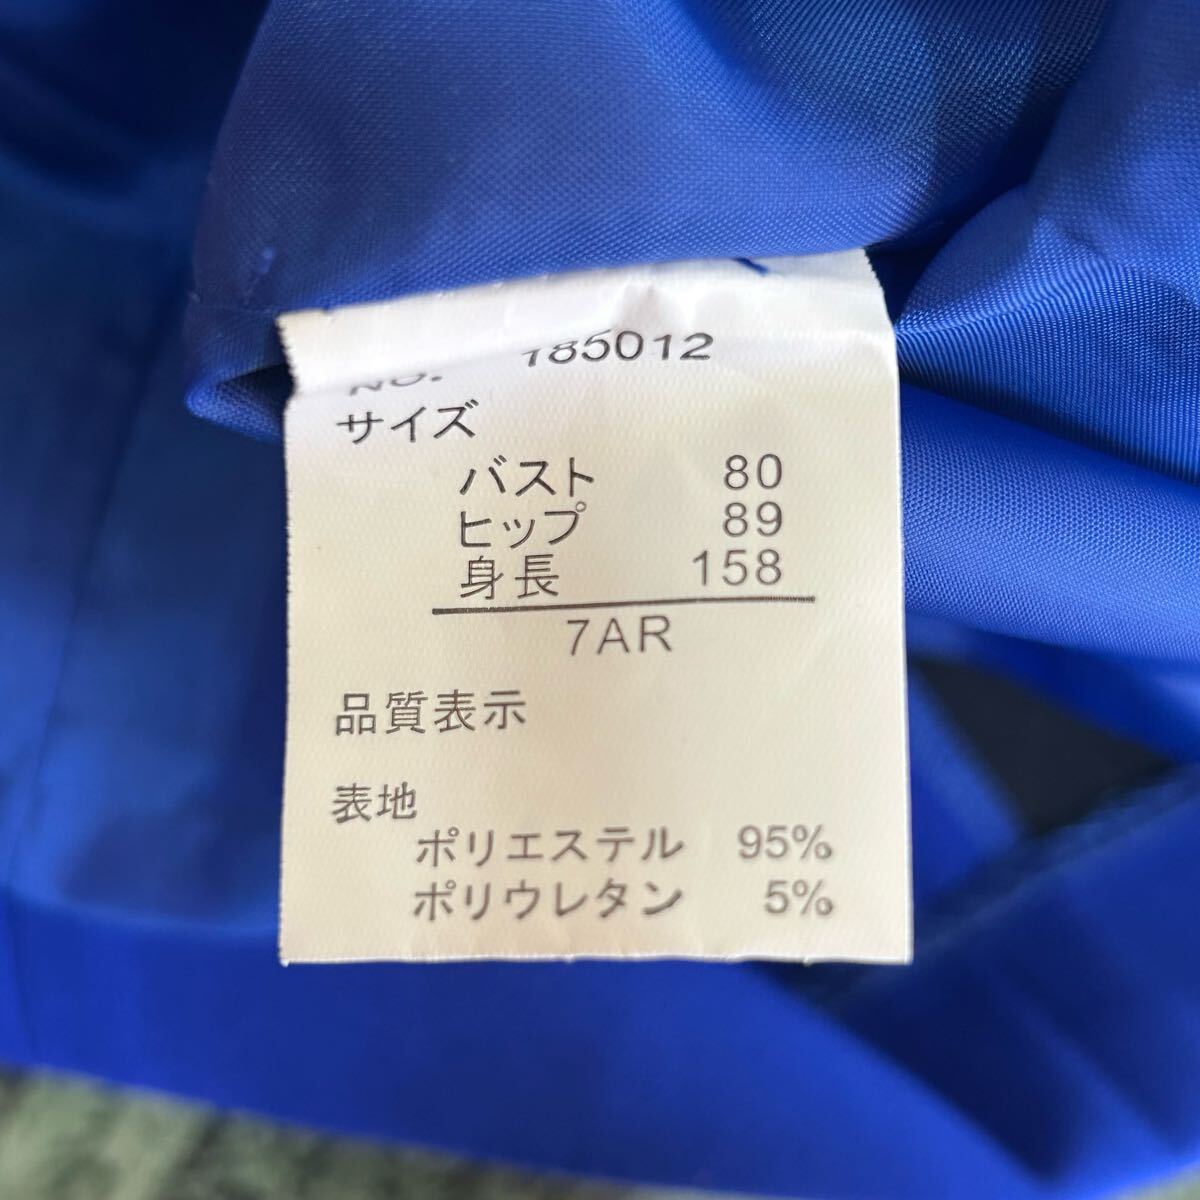 No. 185012
サイズ
バスト 80
ヒップ 89
身長 158
7AR
品質表示
表地
ポリエステル 95%
ポリウレタン 5%